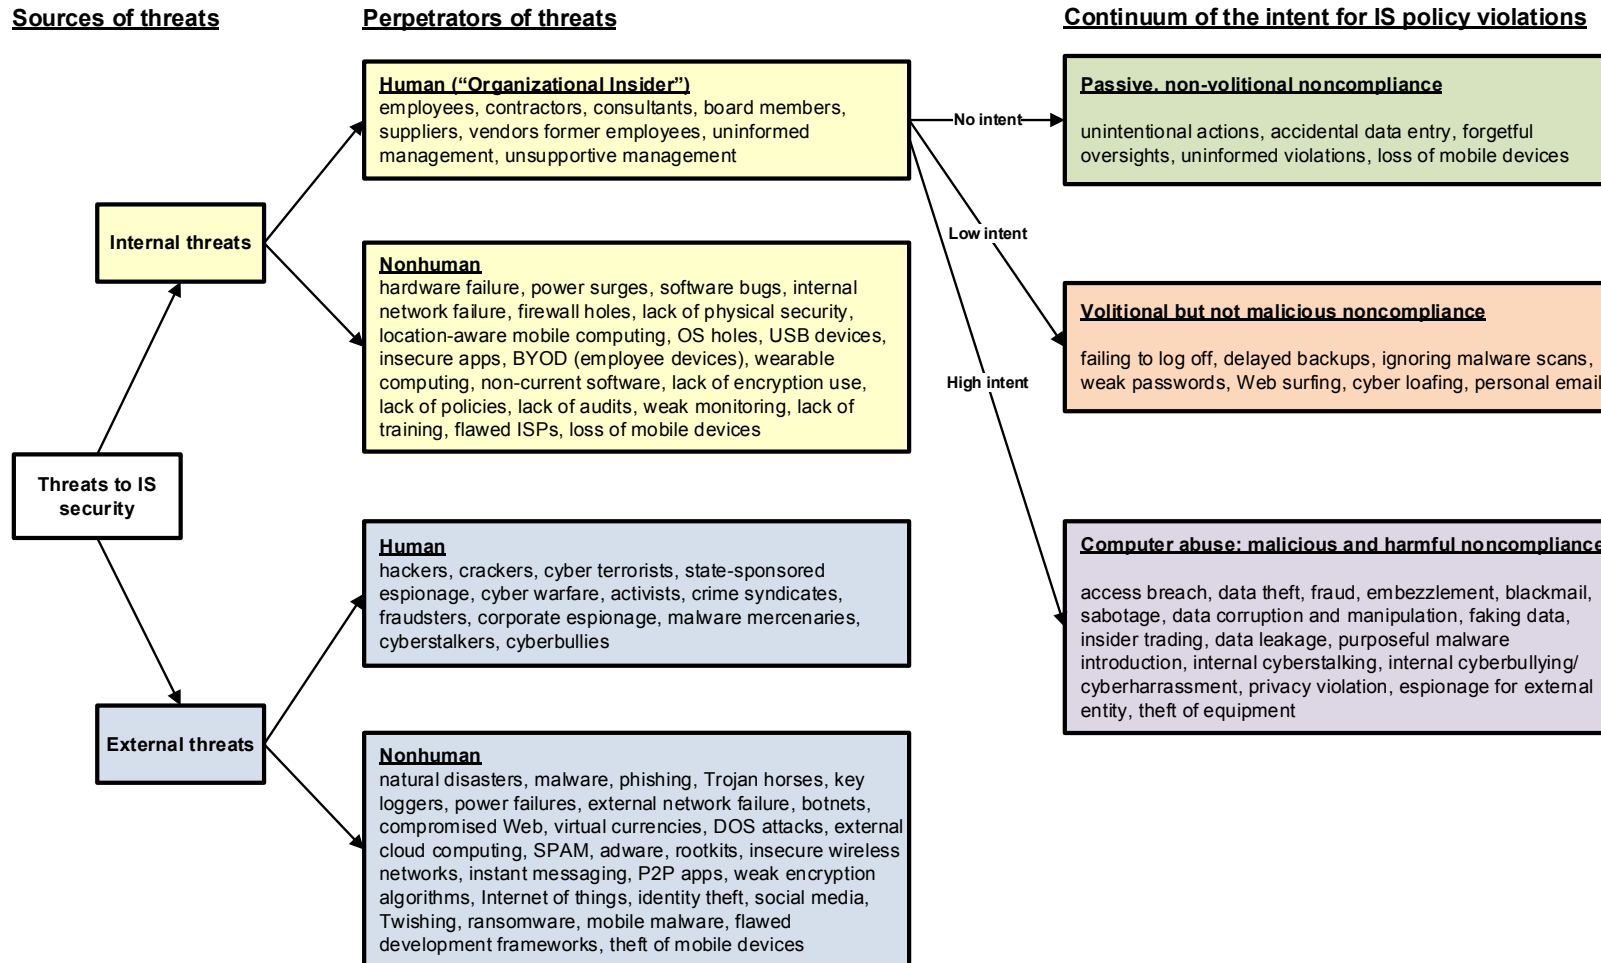 Sources of threats
Perpetrators of threats
Continuum of the intent for IS policy violations
Threats to IS
security
Internal threats
External threats
Human (“Organizational Insider”)
employees, contractors, consultants, board members,
suppliers, vendors former employees, uninformed
management, unsupportive management
Nonhuman
hardware failure, power surges, software bugs, internal
network failure, firewall holes, lack of physical security,
location-aware mobile computing, OS holes, USB devices,
insecure apps, BYOD (employee devices), wearable
computing, non-current software, lack of encryption use,
lack of policies, lack of audits, weak monitoring, lack of
training, flawed ISPs, loss of mobile devices
Human
hackers, crackers, cyber terrorists, state-sponsored
espionage, cyber warfare, activists, crime syndicates,
fraudsters, corporate espionage, malware mercenaries,
cyberstalkers, cyberbullies
Nonhuman
natural disasters, malware, phishing, Trojan horses, key
loggers, power failures, external network failure, botnets,
compromised Web, virtual currencies, DOS attacks, external
cloud computing, SPAM, adware, rootkits, insecure wireless
networks, instant messaging, P2P apps, weak encryption
algorithms, Internet of things, identity theft, social media,
Twishing, ransomware, mobile malware, flawed
development frameworks, theft of mobile devices
No intent
Low intent
High intent
Passive, non-volitional noncompliance
unintentional actions, accidental data entry, forgetful
oversights, uninformed violations, loss of mobile devices
Volitional but not malicious noncompliance
failing to log off, delayed backups, ignoring malware scans,
weak passwords, Web surfing, cyber loafing, personal email
Computer abuse: malicious and harmful noncompliance
access breach, data theft, fraud, embezzlement, blackmail,
sabotage, data corruption and manipulation, faking data,
insider trading, data leakage, purposeful malware
introduction, internal cyberstalking, internal cyberbullying/
cyberharrassment, privacy violation, espionage for external
entity, theft of equipment